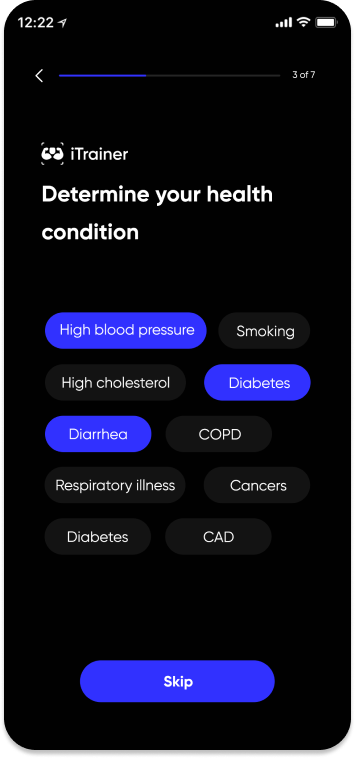 12:22
3 of 7
iTrainer
Determine your health
condition
High blood pressure
Smoking
High cholesterol
Diabetes
Diarrhea
COPD
Respiratory illness
Cancers
Diabetes
CAD
Skip